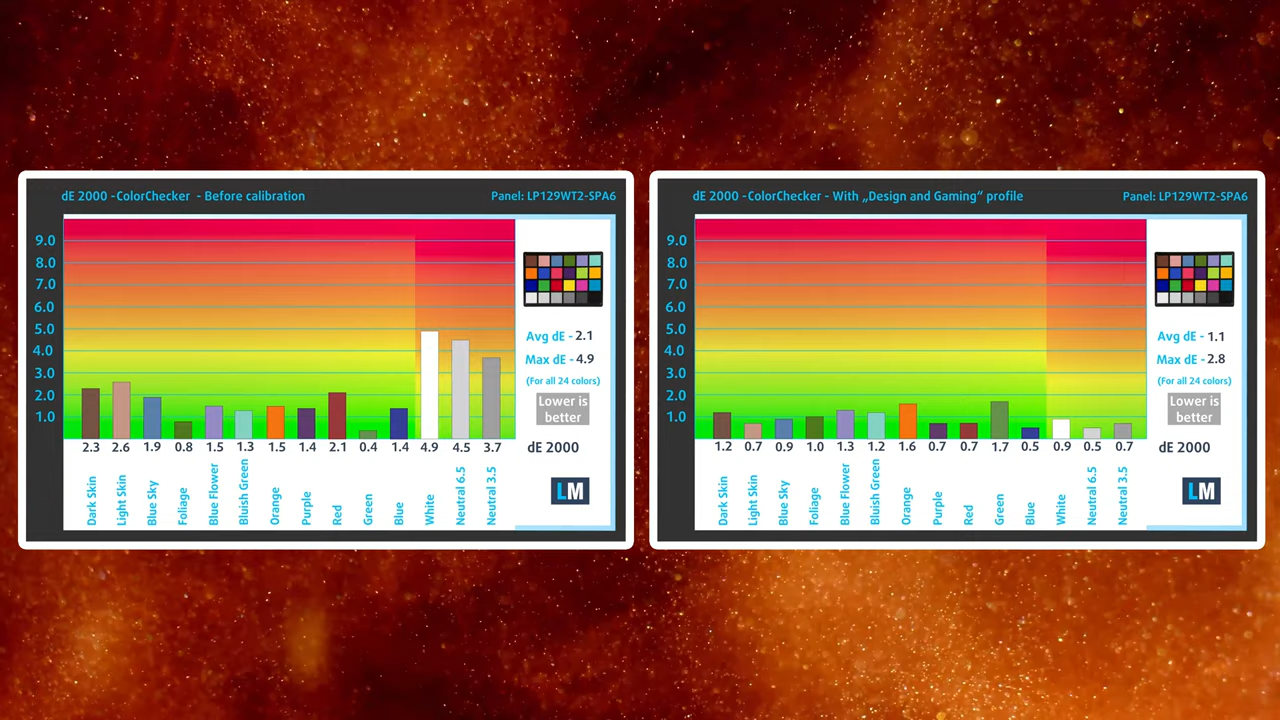 dE 2000 -ColorChecker - Before calibration
Panel: LP129WT2-SPA6
9.0
8.0
7.0
6.0
5.0
4.0
3.0
2.0
1.0
Avg dE - 2.1
Max dE - 4.9
(For all 24 colors)
Lower is
better
2.3 2.6 1.9 0.8 1.5 1.3 1.5 1.4 2.1 0.4 1.4 4.9 4.5 3.7
dE 2000
Dark Skin
Light Skin
Blue Sky
Foliage
Blue Flower
Bluish Green
Orange
Purple
Red
Green
Blue
White
Neutral 6.5
Neutral 3.5
LM
dE 2000 -ColorChecker - With „Design and Gaming“ profile
Panel: LP129WT2-SPA6
9.0
8.0
7.0
6.0
5.0
4.0
3.0
2.0
1.0
Avg dE - 1.1
Max dE - 2.8
(For all 24 colors)
Lower is
better
1.2 0.7 0.9 1.0 1.3 1.2 1.6 0.7 0.7 1.7 0.5 0.9 0.5 0.7
dE 2000
Dark Skin
Light Skin
Blue Sky
Foliage
Blue Flower
Bluish Green
Orange
Purple
Red
Green
Blue
White
Neutral 6.5
Neutral 3.5
LM